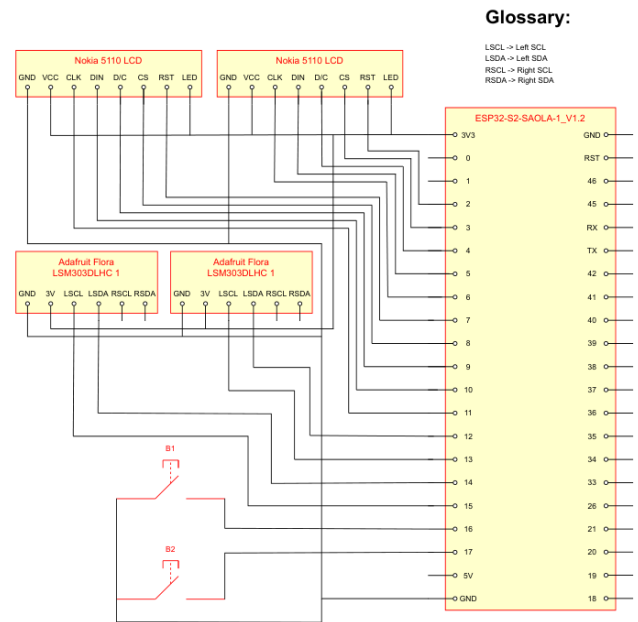 Glossary:
LSCL -> Left SCL
LSDA -> Left SDA
RSCL -> Right SCL
RSDA -> Right SDA
Nokia 5110 LCD
GND VCC CLK DIN D/C CS RST LED
Nokia 5110 LCD
GND VCC CLK DIN D/C CS RST LED
Adafruit Flora
LSM303DLHC 1
GND 3V LSCL LSDA RSCL RSDA
Adafruit Flora
LSM303DLHC 1
GND 3V LSCL LSDA RSCL RSDA
B1
B2
ESP32-S2-SAOLA-1_V1.2
3V3 GND
0 RST
1 46
2 45
3 RX
4 TX
5 42
6 41
7 40
8 39
9 38
10 37
11 36
12 35
13 34
14 33
15 26
16 21
17 20
5V 19
GND 18